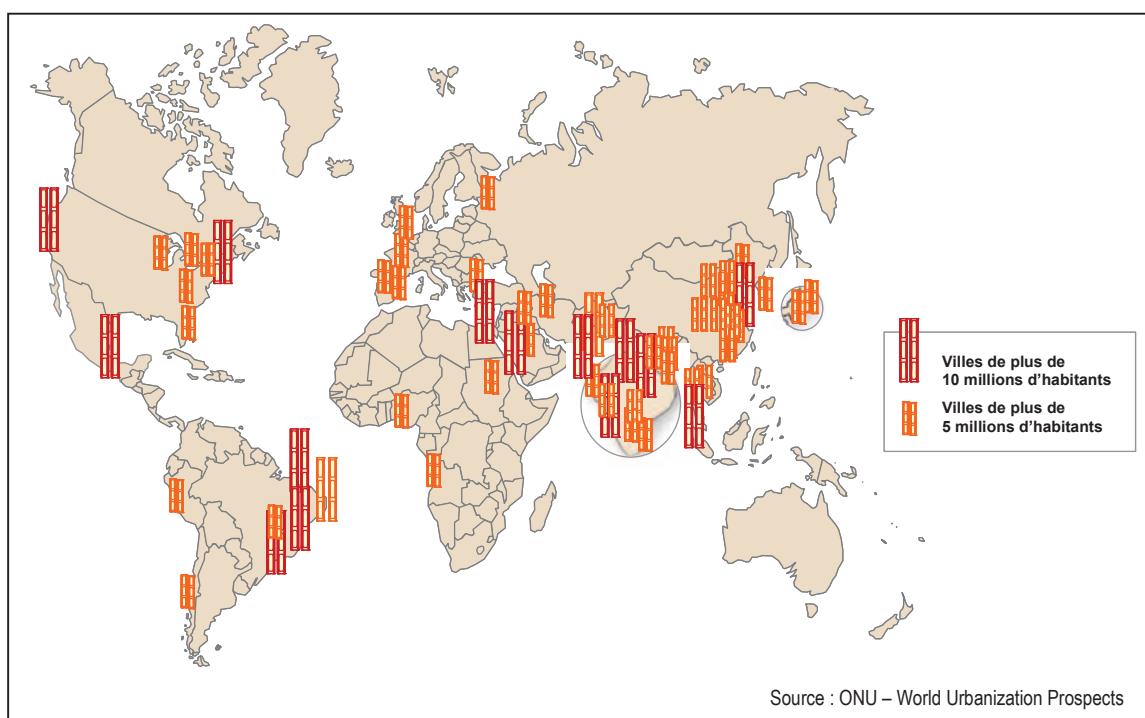 Villes de plus de
10 millions d’habitants
Villes de plus de
5 millions d’habitants
Source : ONU – World Urbanization Prospects